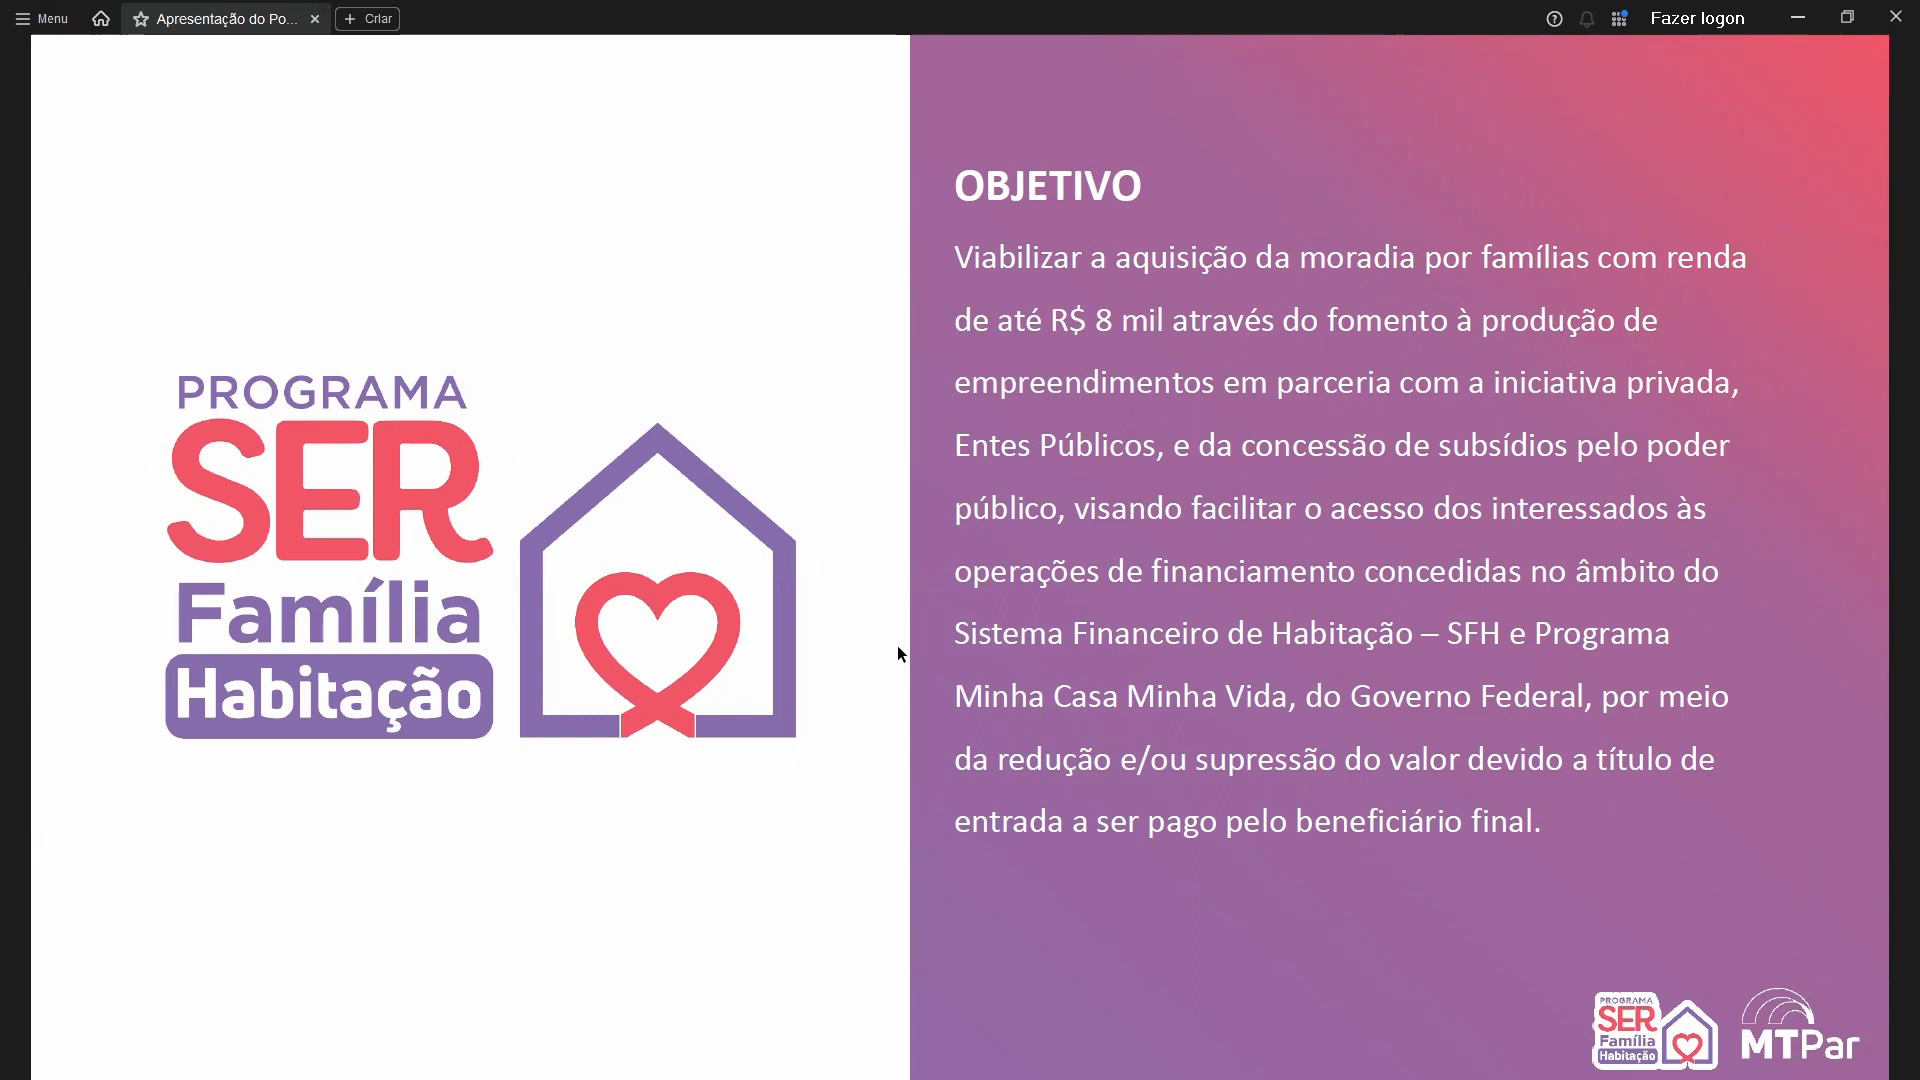 Menu
Apresentação do Po...
Criar
Fazer logon
PROGRAMA
SER
Família
Habitação
OBJETIVO
Viabilizar a aquisição da moradia por famílias com renda
de até R$ 8 mil através do fomento à produção de
empreendimentos em parceria com a iniciativa privada,
Entes Públicos, e da concessão de subsídios pelo poder
público, visando facilitar o acesso dos interessados às
operações de financiamento concedidas no âmbito do
Sistema Financeiro de Habitação – SFH e Programa
Minha Casa Minha Vida, do Governo Federal, por meio
da redução e/ou supressão do valor devido a título de
entrada a ser pago pelo beneficiário final.
PROGRAMA
SER
Família
Habitação
MTPar